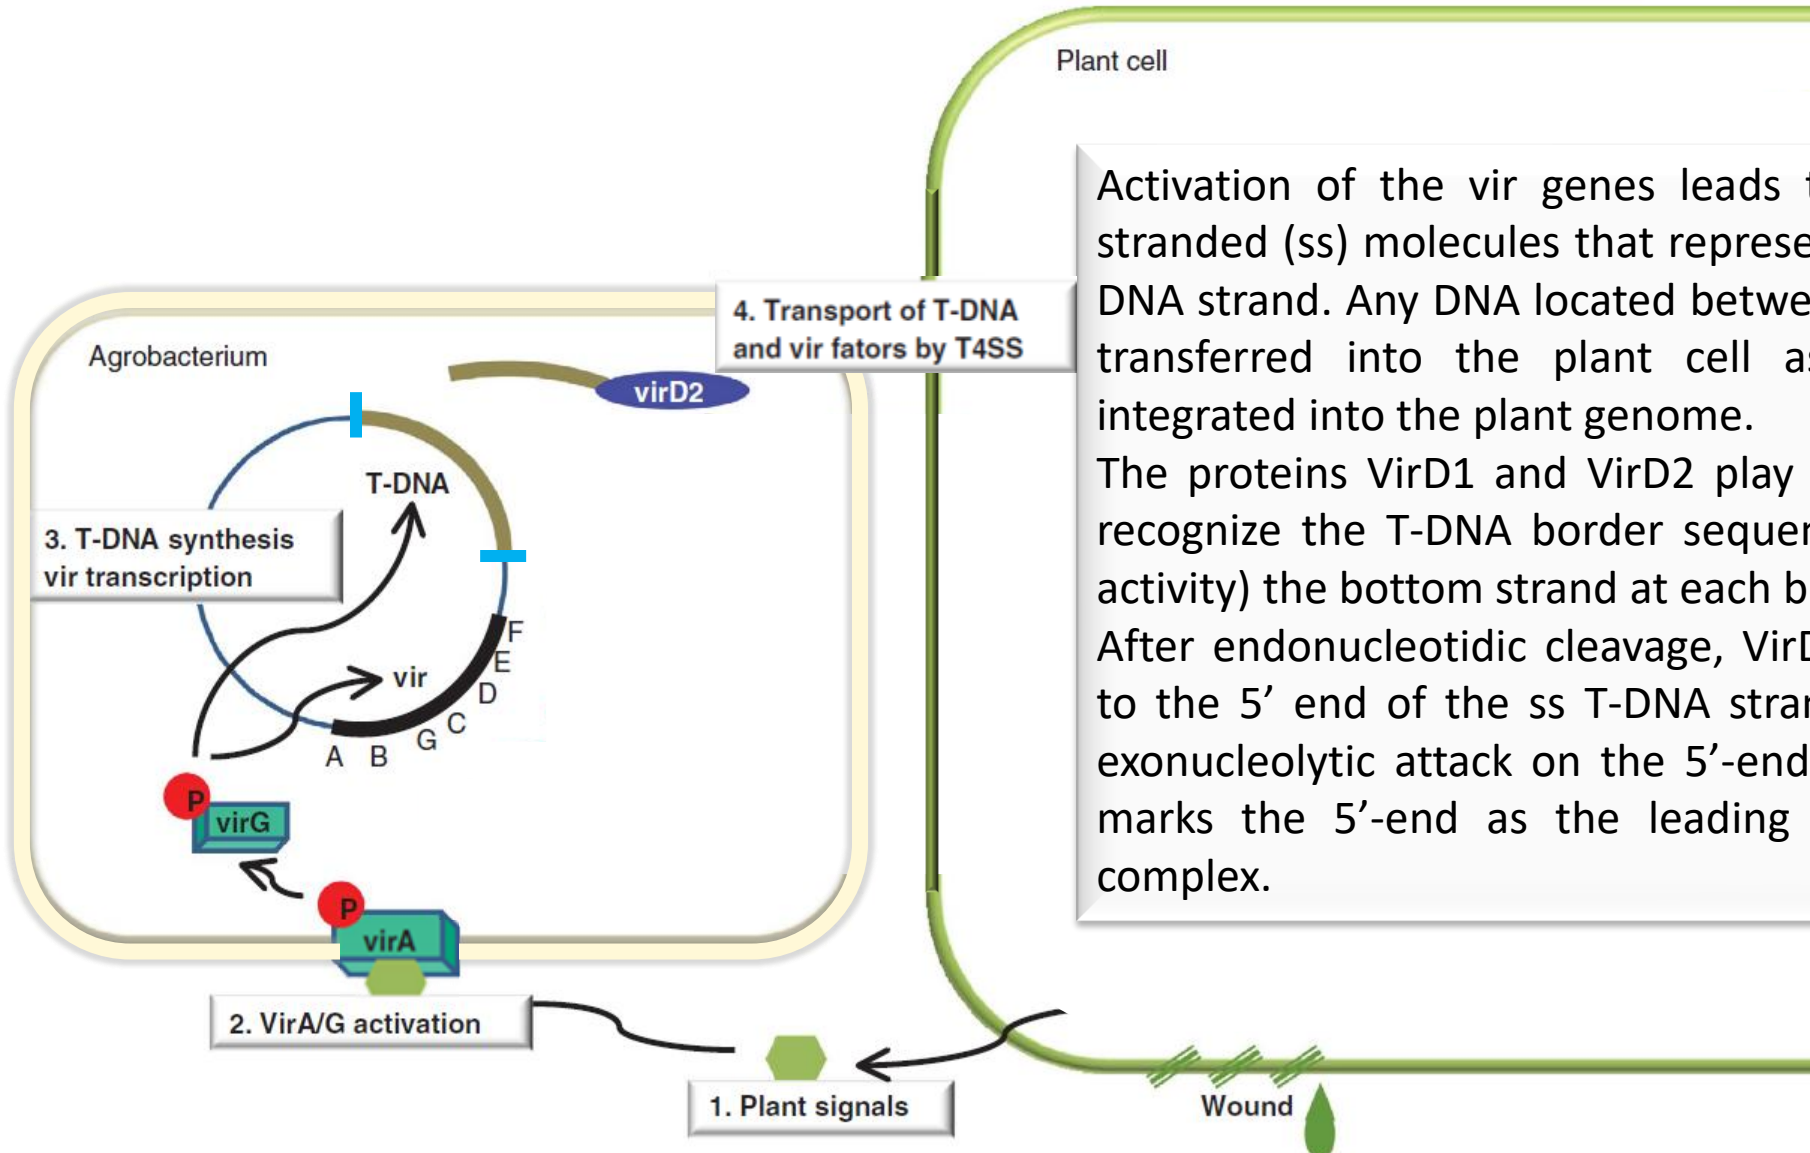 Plant cell
Activation of the vir genes leads
stranded (ss) molecules that
DNA strand. Any DNA located
transferred into the plant cell
integrated into the plant genome.
The proteins VirD1 and VirD2 play
recognize the T-DNA border
activity) the bottom strand at each
After endonucleotidic cleavage,
to the 5’ end of the ss T-DNA
exonucleolytic attack on the 5’-end
marks the 5’-end as the leading
complex.
4. Transport of T-DNA
and vir fators by T4SS
Agrobacterium
virD2
T-DNA
3. T-DNA synthesis
vir transcription
vir
F
E
D
C
G
B
A
P
virG
P
virA
2. VirA/G activation
1. Plant signals
Wound